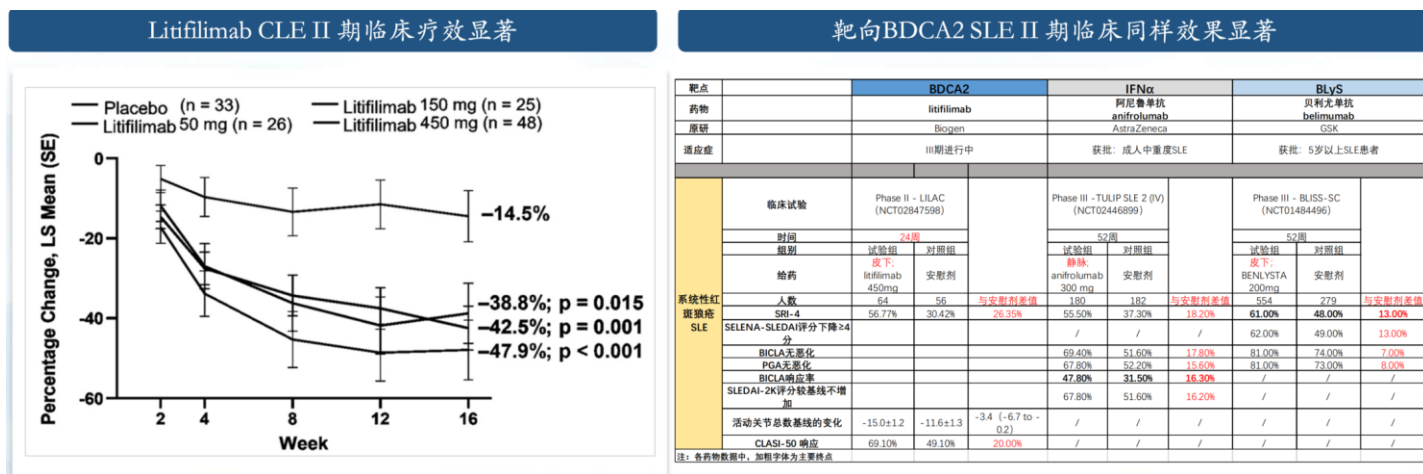 Litifilimab CLE II 期临床疗效显著
Placebo (n = 33)
Litifilimab 150 mg (n = 25)
Litifilimab 50 mg (n = 26)
Litifilimab 450 mg (n = 48)
Percentage Change, LS Mean (SE)
0
-20
-40
-60
–14.5%
–38.8%; p = 0.015
–42.5%; p = 0.001
–47.9%; p < 0.001
2 4 8 12 16
Week
靶向BDCA2 SLE II 期临床同样效果显著
靶点 BDCA2 IFNα BLyS
药物 litifilimab 阿尼鲁单抗 anifrolumab 贝利尤单抗 belimumab
原研 Biogen AstraZeneca GSK
适应症 III期进行中 获批：成人中重度SLE 获批：5岁以上SLE患者
系统性红斑狼疮 SLE
临床试验 Phase II - LILAC (NCT02847598) Phase III -TULIP SLE 2 (IV) (NCT02446899) Phase III - BLISS-SC (NCT01484496)
时间 24周 52周 52周
组别 试验组 对照组 试验组 对照组 试验组 对照组
给药 皮下: litifilimab 450mg 安慰剂 静脉: anifrolumab 300 mg 安慰剂 皮下: BENLYSTA 200mg 安慰剂
人数 64 56 与安慰剂差值 180 182 与安慰剂差值 554 279 与安慰剂差值
SRI-4 56.77% 30.42% 26.35% 55.50% 37.30% 18.20% 61.00% 48.00% 13.00%
SELENA-SLEDAI评分下降≥4分 / / / 62.00% 49.00% 13.00%
BICLA无恶化 69.40% 51.60% 17.80% 81.00% 74.00% 7.00%
PGA无恶化 67.80% 52.20% 15.60% 81.00% 73.00% 8.00%
BICLA响应率 47.80% 31.50% 16.30% / / /
SLEDAI-2K评分较基线不增加 67.80% 51.60% 16.20% / / /
活动关节总数基线的变化 -15.0±1.2 -11.6±1.3 -3.4（-6.7 to -0.2) / / / / / /
CLASI-50 响应 69.10% 49.10% 20.00% / / / / / /
注：各药物数据中，加粗字体为主要终点